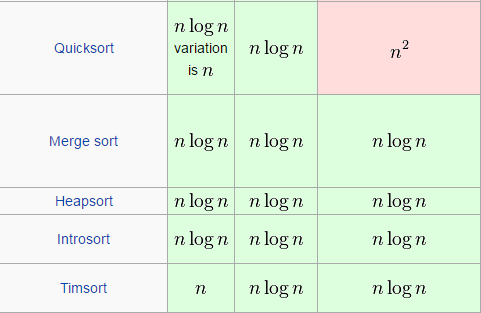 Quicksort n log n variation is n n log n n²
Merge sort n log n n log n n log n
Heapsort n log n n log n n log n
Introsort n log n n log n n log n
Timsort n n log n n log n